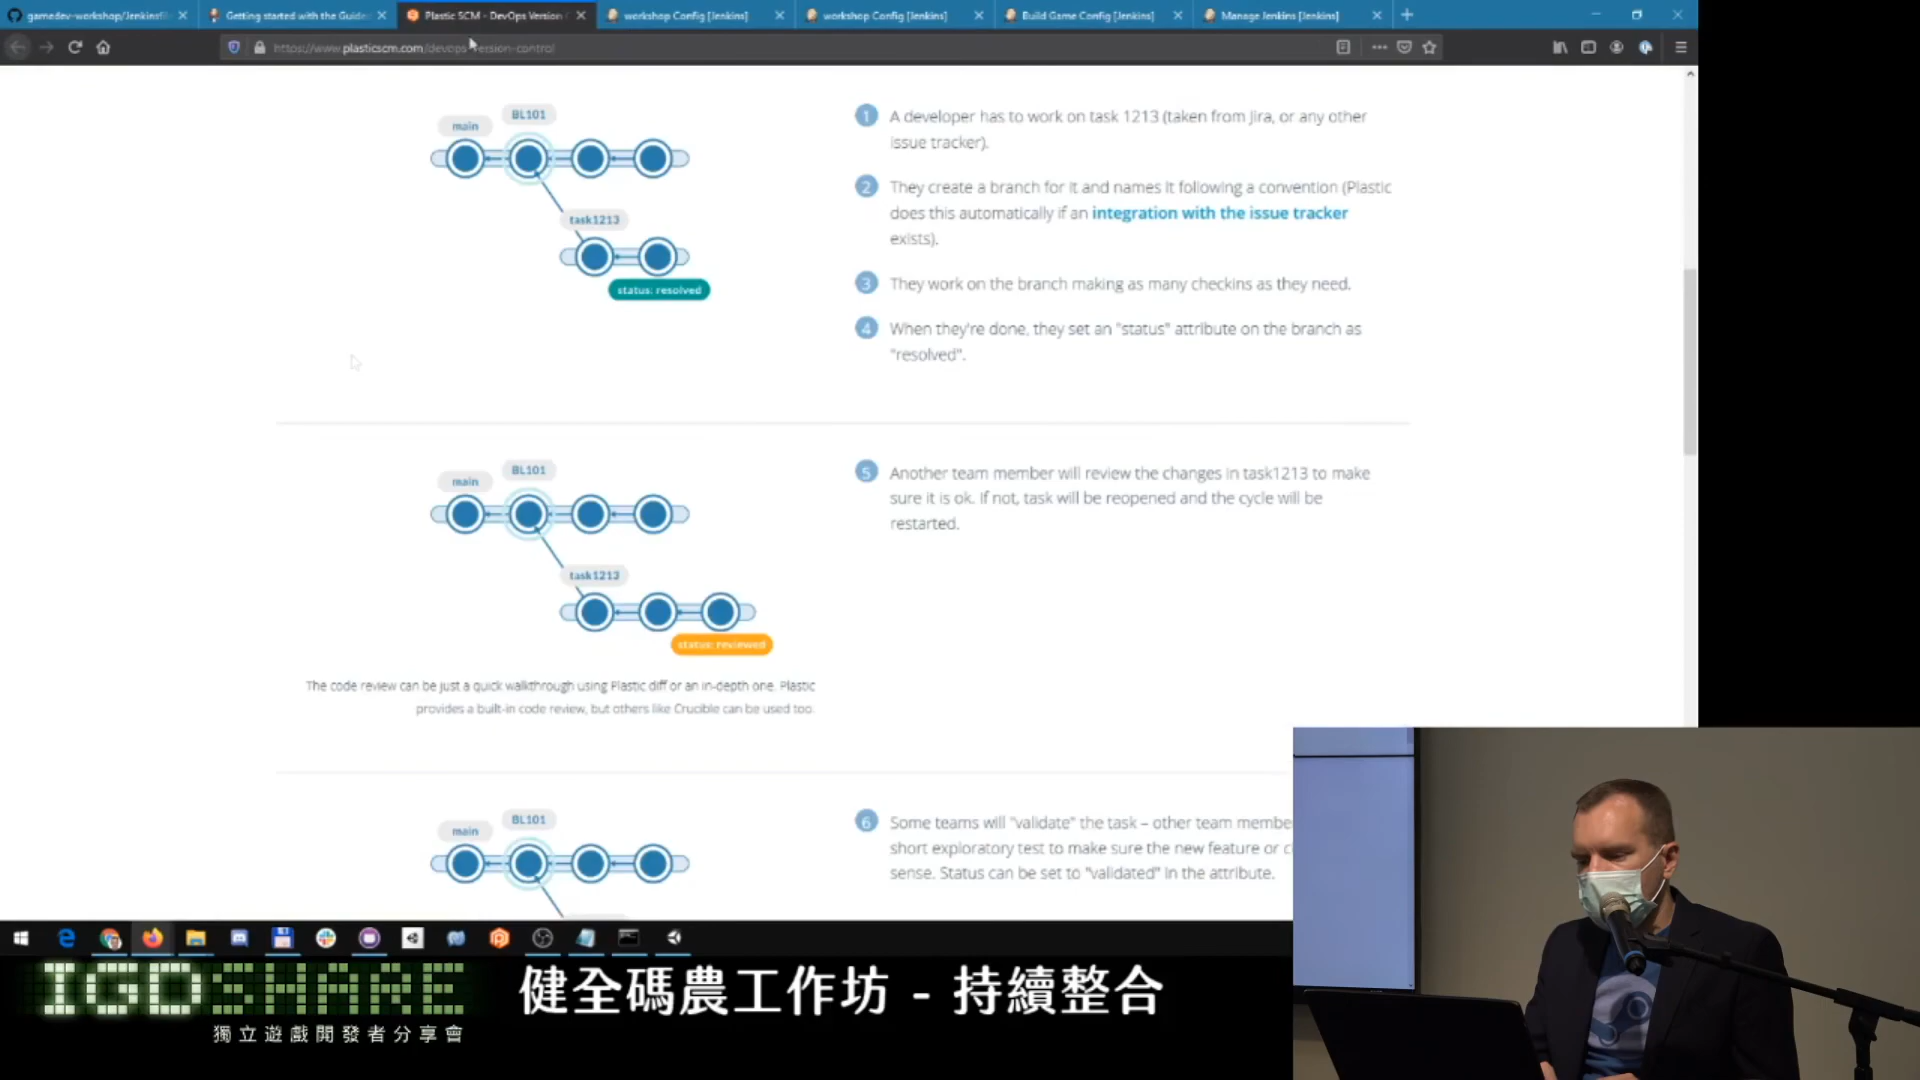 gamedev-workshop/Jenkinsfil
Getting started with the Guide
Plastic SCM - DevOps Version
workshop Config [Jenkins]
workshop Config [Jenkins]
Build Game Config [Jenkins]
Manage Jenkins [Jenkins]
https://www.plasticscm.com/devops-version-control
main
BL101
task1213
status: resolved
1 A developer has to work on task 1213 (taken from Jira, or any other
issue tracker).
2 They create a branch for it and names it following a convention (Plastic
does this automatically if an integration with the issue tracker
exists).
3 They work on the branch making as many checkins as they need.
4 When they're done, they set an "status" attribute on the branch as
"resolved".
main
BL101
task1213
status: reviewed
The code review can be just a quick walkthrough using Plastic diff or an in-depth one. Plastic
provides a built-in code review, but others like Crucible can be used too.
5 Another team member will review the changes in task1213 to make
sure it is ok. If not, task will be reopened and the cycle will be
restarted.
main
BL101
6 Some teams will "validate" the task – other team membe
short exploratory test to make sure the new feature or c
sense. Status can be set to "validated" in the attribute.
IGDSHARE
獨立遊戲開發者分享會
健全碼農工作坊 - 持續整合